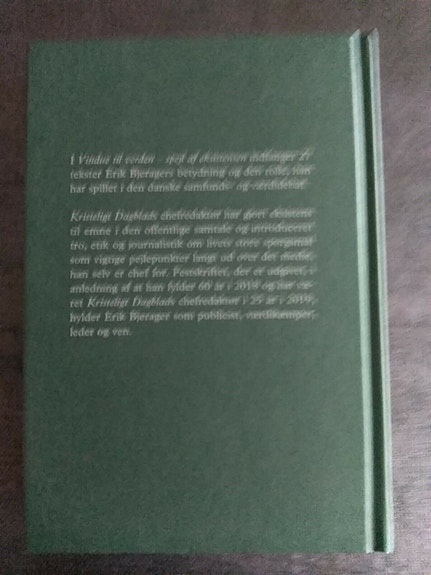 I Vindue til verden – spejl af eksistensen indfanger 21
tekster Erik Bjeragers betydning og den rolle, han
har spillet i den danske samfunds- og værdidebat.
Kristeligt Dagblads chefredaktør har gjort eksistens
til emne i den offentlige samtale og introduceret
tro, etik og journalistik om livets store spørgsmål
som vigtige pejlepunkter langt ud over det medie,
han selv er chef for. Festskriftet, der er udgivet i
anledning af at han fylder 60 år i 2018 og har væ-
ret Kristeligt Dagblads chefredaktør i 25 år i 2019,
hylder Erik Bjerager som publicist, værdikæmper,
leder og ven.